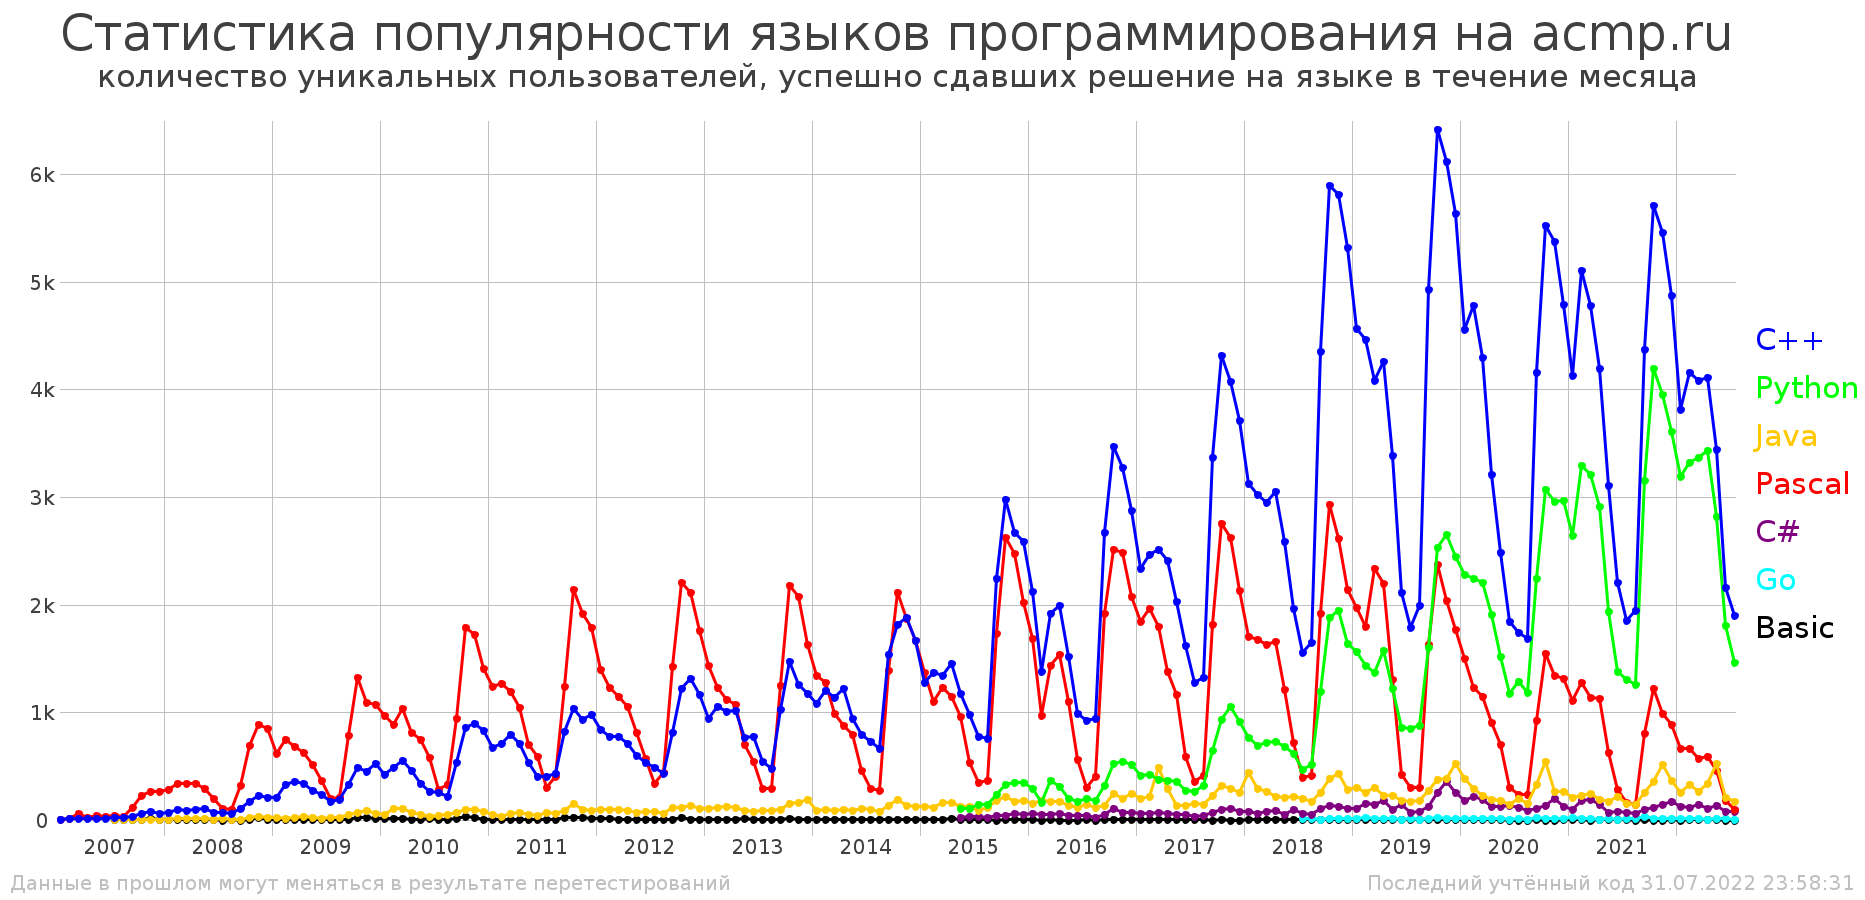 Статистика популярности языков программирования на acmp.ru
количество уникальных пользователей, успешно сдавших решение на языке в течение месяца
6k
5k
4k
3k
2k
1k
0
C++
Python
Java
Pascal
C#
Go
Basic
2007 2008 2009 2010 2011 2012 2013 2014 2015 2016 2017 2018 2019 2020 2021
Данные в прошлом могут меняться в результате перетестирований
Последний учтённый код 31.07.2022 23:58:31